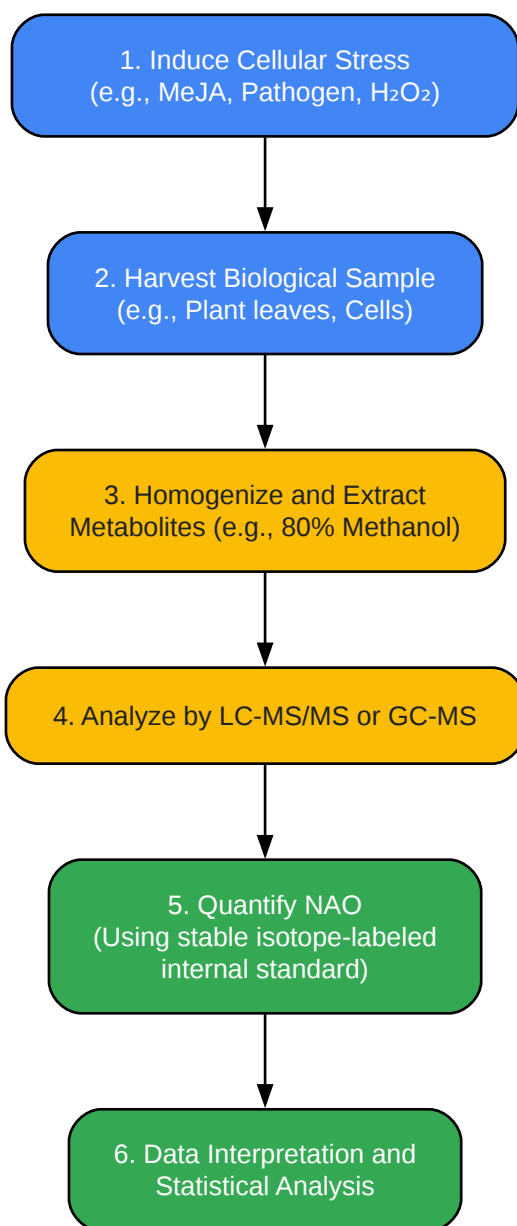 1. Induce Cellular Stress
(e.g., MeJA, Pathogen, H₂O₂)
2. Harvest Biological Sample
(e.g., Plant leaves, Cells)
3. Homogenize and Extract
Metabolites (e.g., 80% Methanol)
4. Analyze by LC-MS/MS or GC-MS
5. Quantify NAO
(Using stable isotope-labeled
internal standard)
6. Data Interpretation and
Statistical Analysis